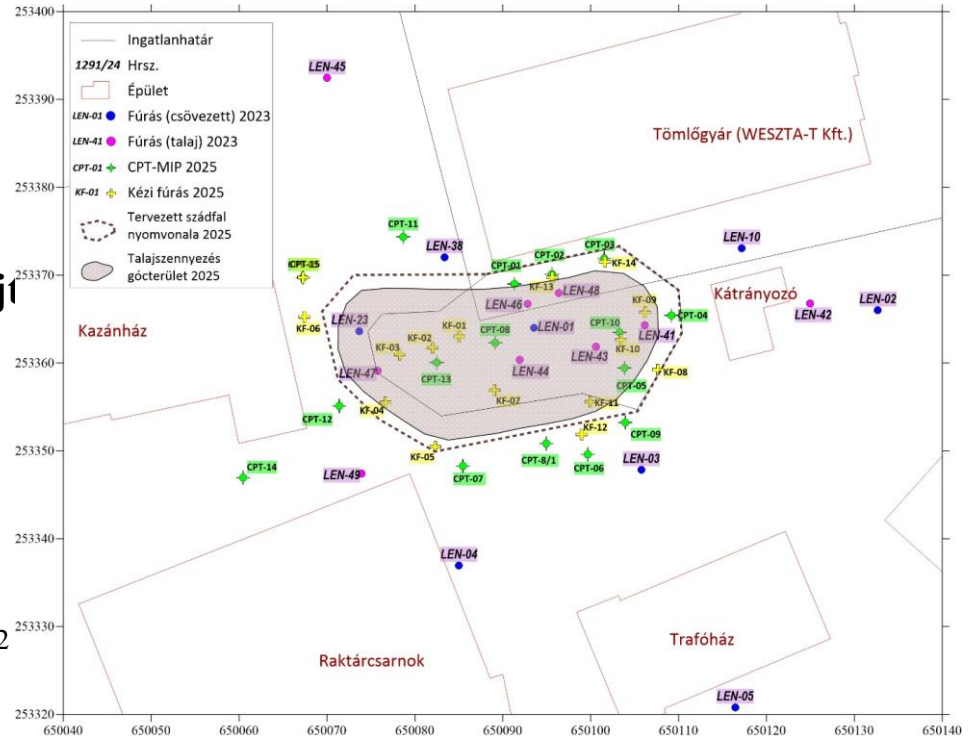 253400
253390
253380
253370
253360
253350
253340
253330
253320
650040
650050
650060
650070
650080
650090
650100
650110
650120
650130
650140
Ingatlanhatár
1291/24 Hrsz.
Épület
LEN-01 Fúrás (csövezett) 2023
LEN-41 Fúrás (talaj) 2023
CPT-01 CPT-MIP 2025
KF-01 Kézi fúrás 2025
Tervezett szádfal
nyomvonala 2025
Talajszennyezés
gócterület 2025
LEN-45
Tömlőgyár (WESZTA-T Kft.)
CPT-11
LEN-38
LEN-10
CPT-03
CPT-02
CPT-01
KF-14
KF-13
LEN-48
LEN-46
KF-09
CPT-04
Kátrányozó
LEN-42
LEN-02
KF-06
Kazánház
LEN-23
KF-01
KF-02
KF-03
CPT-08
LEN-01
CPT-10
LEN-41
KF-10
LEN-43
LEN-44
CPT-13
LEN-47
CPT-05
KF-08
KF-04
KF-07
KF-11
CPT-12
KF-12
CPT-09
KF-05
CPT-8/1
CPT-06
LEN-03
CPT-07
CPT-14
LEN-49
LEN-04
Raktárcsarnok
Trafóház
LEN-05
2